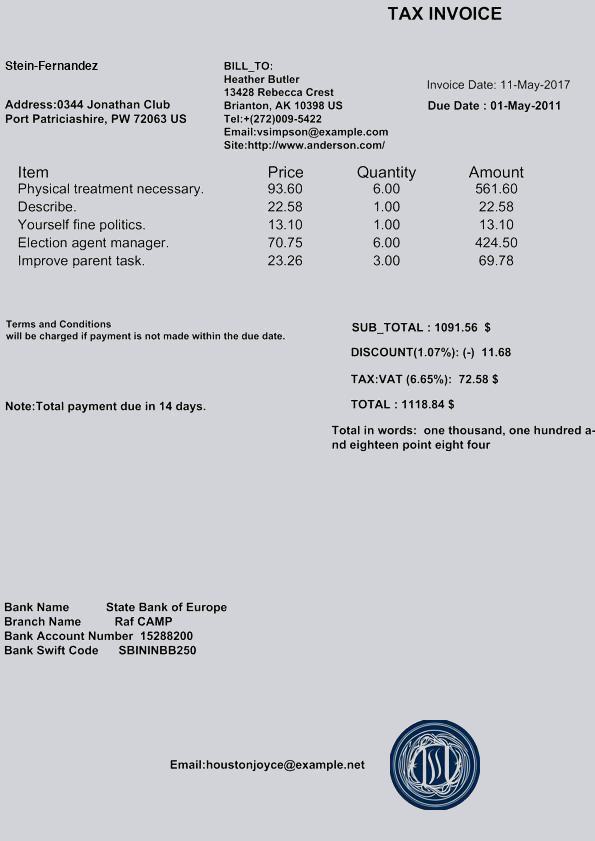 TAX INVOICE
Stein-Fernandez
Address:0344 Jonathan Club
Port Patriciashire, PW 72063 US
BILL_TO:
Heather Butler
13428 Rebecca Crest
Brianton, AK 10398 US
Tel:+(272)009-5422
Email:vsimpson@example.com
Site:http://www.anderson.com/
Invoice Date: 11-May-2017
Due Date : 01-May-2011
Item Price Quantity Amount
Physical treatment necessary. 93.60 6.00 561.60
Describe. 22.58 1.00 22.58
Yourself fine politics. 13.10 1.00 13.10
Election agent manager. 70.75 6.00 424.50
Improve parent task. 23.26 3.00 69.78
Terms and Conditions
will be charged if payment is not made within the due date.
Note:Total payment due in 14 days.
SUB_TOTAL : 1091.56 $
DISCOUNT(1.07%): (-) 11.68
TAX:VAT (6.65%): 72.58 $
TOTAL : 1118.84 $
Total in words: one thousand, one hundred a-
nd eighteen point eight four
Bank Name State Bank of Europe
Branch Name Raf CAMP
Bank Account Number 15288200
Bank Swift Code SBININBB250
Email:houstonjoyce@example.net